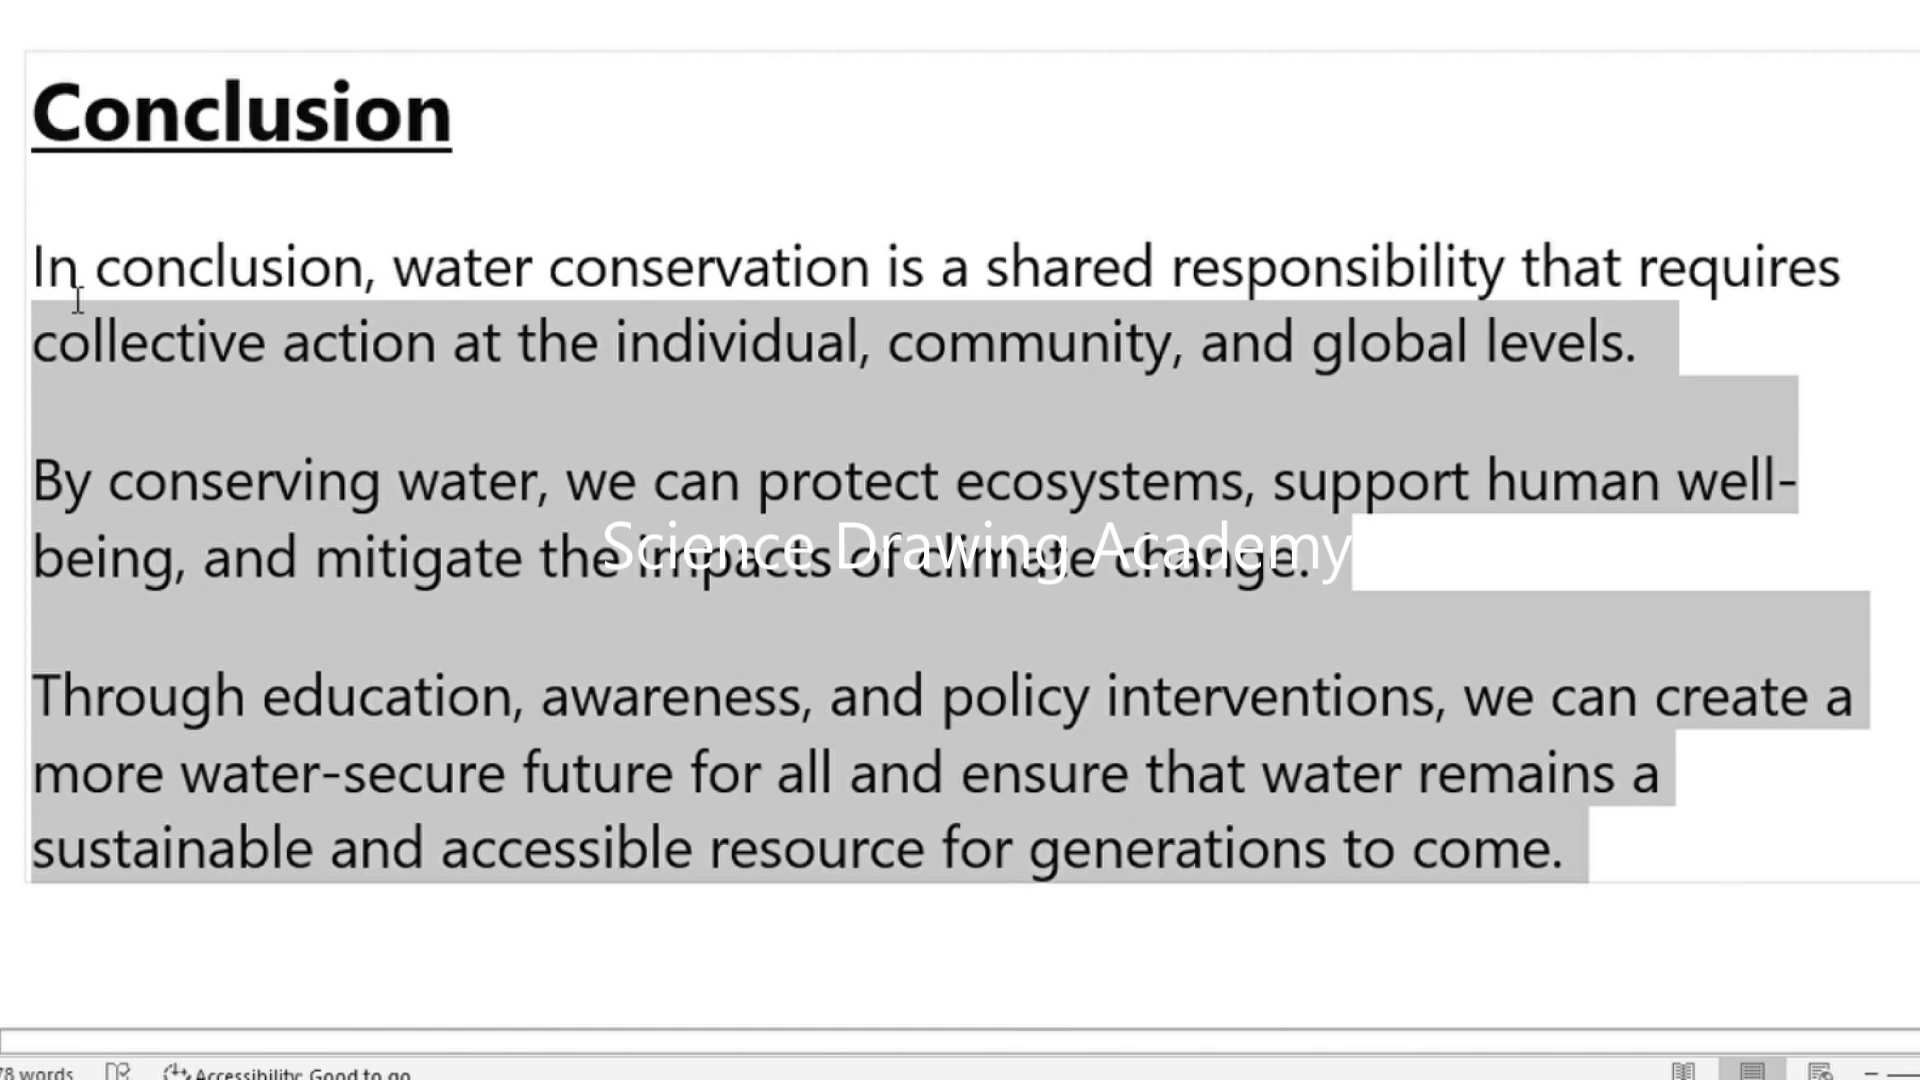 Conclusion
In conclusion, water conservation is a shared responsibility that requires
collective action at the individual, community, and global levels.
By conserving water, we can protect ecosystems, support human well-
being, and mitigate the impacts of climate change.
Science Drawing Academy
Through education, awareness, and policy interventions, we can create a
more water-secure future for all and ensure that water remains a
sustainable and accessible resource for generations to come.
78 words Accessibility: Good to go